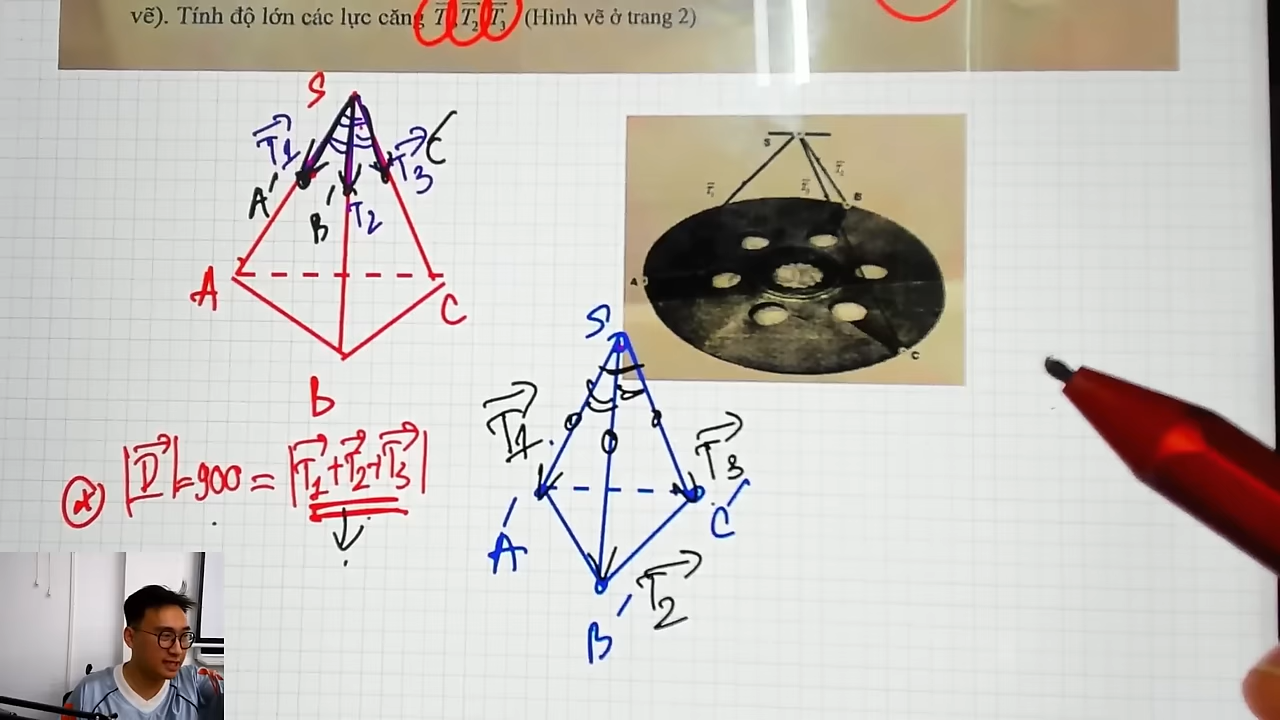 vẽ). Tính độ lớn các lực căng T₁ T₂ T₃ (Hình vẽ ở trang 2)
S
T₁
T₃
C'
A'
B'
T₂
A
C
B
S
T₁
T₂
B
A
C
S
T₁
T₃
|P| = 900 = |T₁ + T₂ + T₃|
A'
C'
T₂
B'